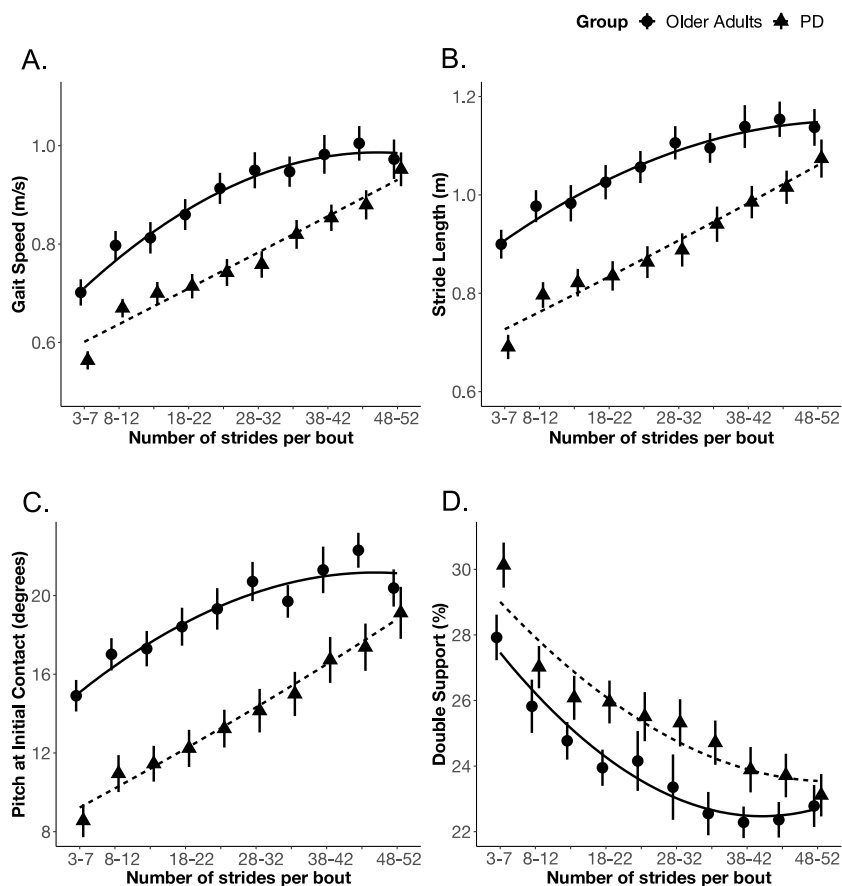 Group Older Adults PD
A.
Gait Speed (m/s)
1.0
0.8
0.6
3-7 8-12 18-22 28-32 38-42 48-52
Number of strides per bout
B.
Stride Length (m)
1.2
1.0
0.8
0.6
3-7 8-12 18-22 28-32 38-42 48-52
Number of strides per bout
C.
Pitch at Initial Contact (degrees)
20
16
12
8
3-7 8-12 18-22 28-32 38-42 48-52
Number of strides per bout
D.
Double Support (%)
30
28
26
24
22
3-7 8-12 18-22 28-32 38-42 48-52
Number of strides per bout